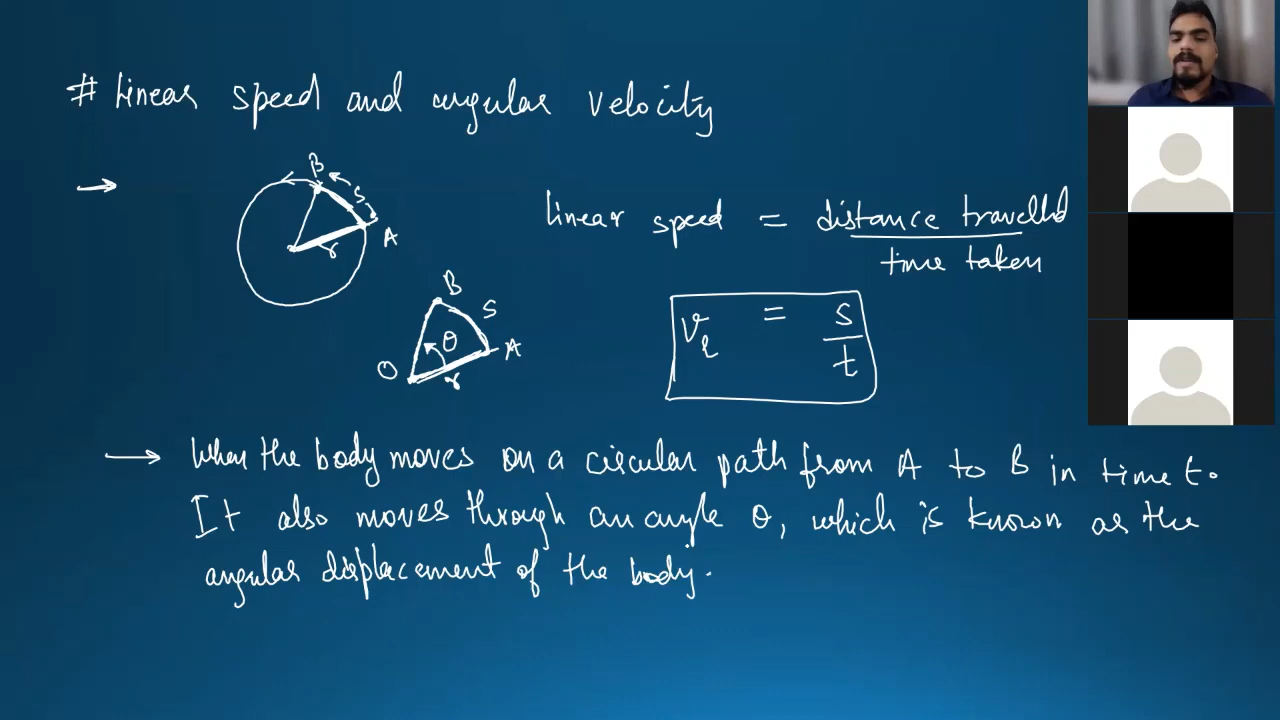 # Linear speed and angular velocity
→
B
s
A
r
linear speed = distance travelled
time taken
B
s
θ
A
O
r
v_l = s
t
→ When the body moves on a circular path from A to B in time t.
It also moves through an angle θ, which is known as the
angular displacement of the body.